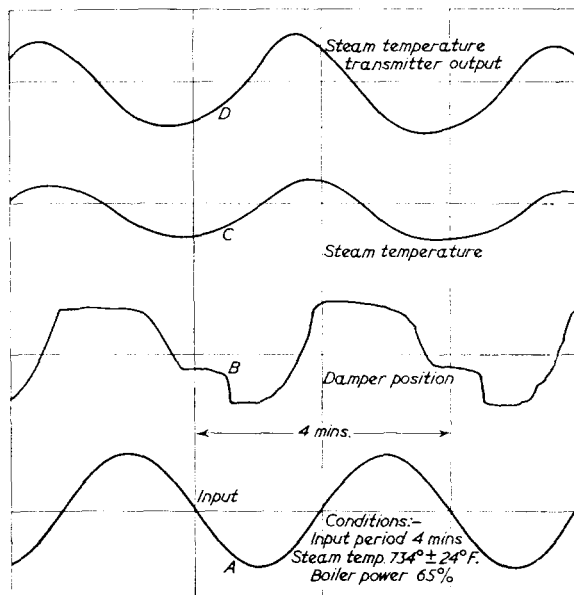 Steam temperature
transmitter output
D
C
Steam temperature
B
Damper position
4 mins.
Input
Conditions:-
Input period 4 mins
Steam temp. 734° ± 24°F.
A
Boiler power 65%